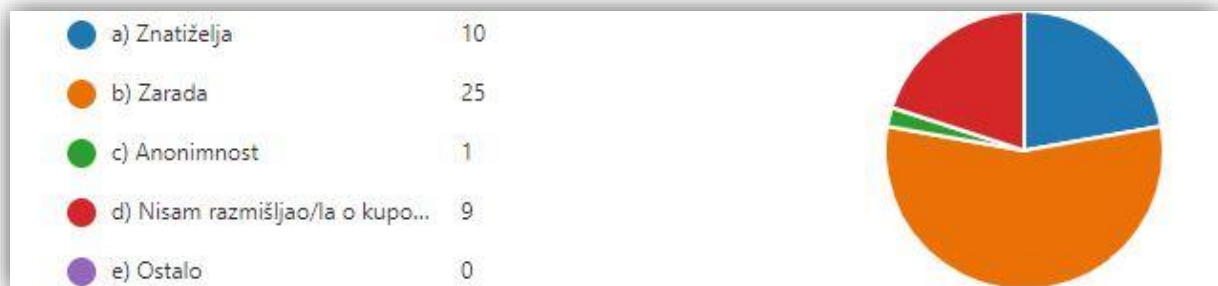 a) Znatiželja 10
b) Zarada 25
c) Anonimnost 1
d) Nisam razmišljao/la o kupo... 9
e) Ostalo 0